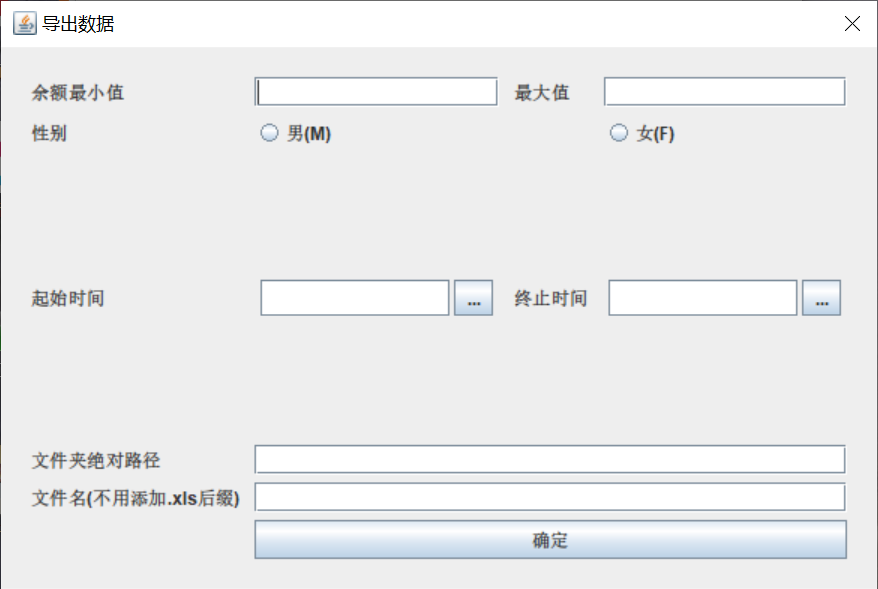 导出数据
余额最小值 最大值
性别 男(M) 女(F)
起始时间 ... 终止时间 ...
文件夹绝对路径
文件名(不用添加.xls后缀)
确定